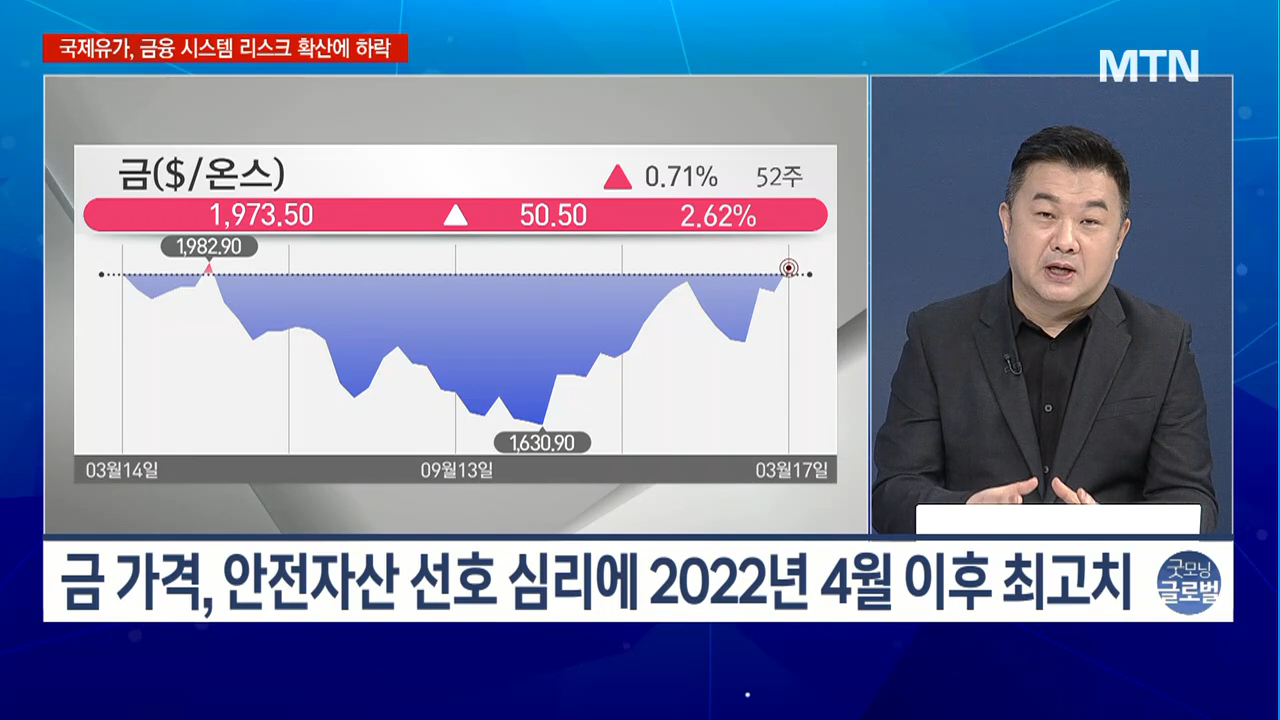 국제유가, 금융 시스템 리스크 확산에 하락
MTN
금($/온스)
▲ 0.71% 52주
1,973.50 ▲ 50.50 2.62%
1,982.90
1,630.90
03월14일 09월13일 03월17일
금 가격, 안전자산 선호 심리에 2022년 4월 이후 최고치
굿모닝
글로벌